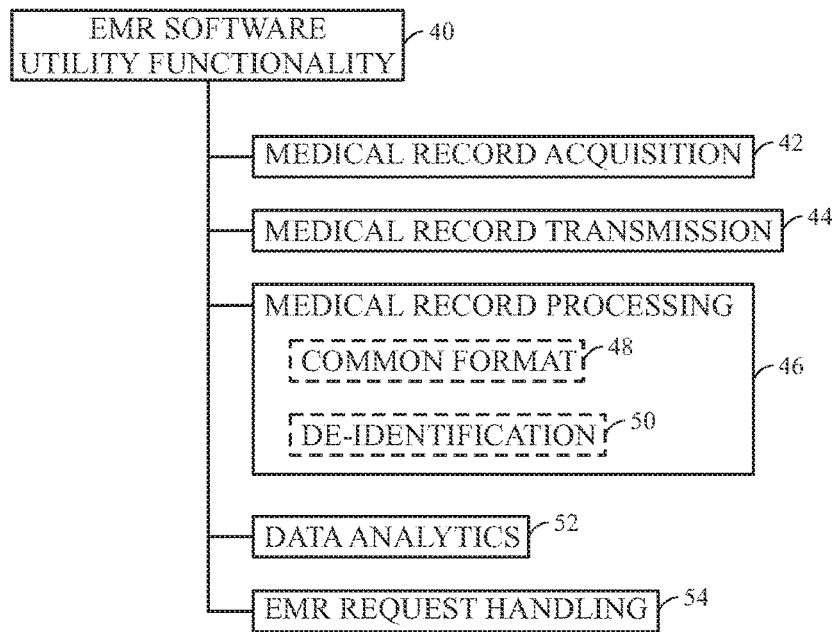 EMR SOFTWARE
UTILITY FUNCTIONALITY
40
MEDICAL RECORD ACQUISITION
42
MEDICAL RECORD TRANSMISSION
44
MEDICAL RECORD PROCESSING
COMMON FORMAT
48
46
DE-IDENTIFICATION
50
DATA ANALYTICS
52
EMR REQUEST HANDLING
54